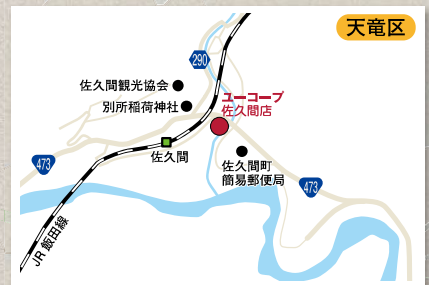 天竜区
290
佐久間観光協会
別所稲荷神社
ユーコープ
佐久間店
佐久間
佐久間町
簡易郵便局
473
473
JR飯田線